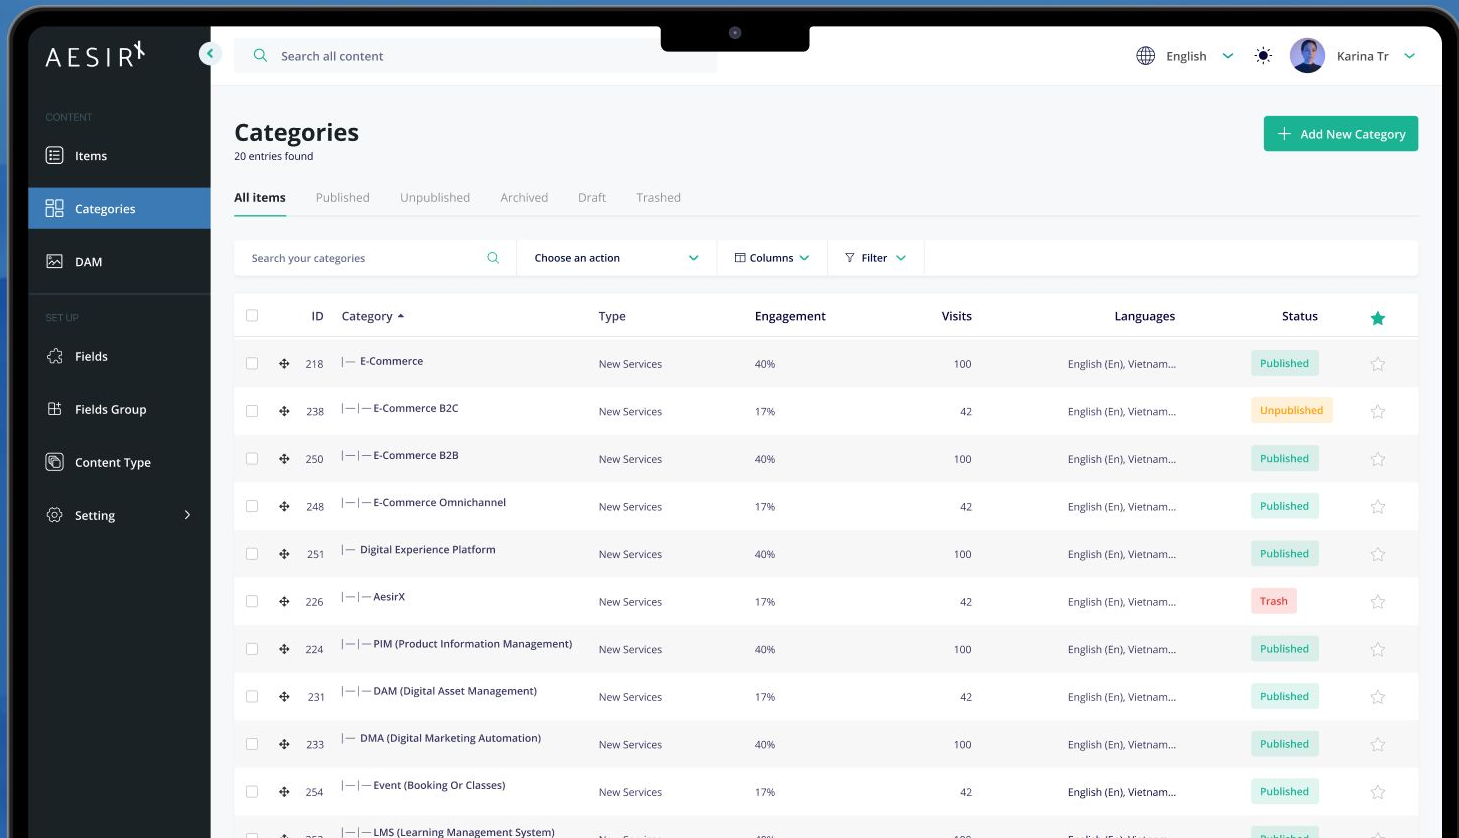 AESIRX
Search all content
English
Karina Tr
CONTENT
Items
Categories
DAM
SET UP
Fields
Fields Group
Content Type
Setting
Categories
20 entries found
Add New Category
All items Published Unpublished Archived Draft Trashed
Search your categories Choose an action Columns Filter
ID Category Type Engagement Visits Languages Status
218 |— E-Commerce New Services 40% 100 English (En), Vietnam... Published
238 |—|— E-Commerce B2C New Services 17% 42 English (En), Vietnam... Unpublished
250 |—|— E-Commerce B2B New Services 40% 100 English (En), Vietnam... Published
248 |—|— E-Commerce Omnichannel New Services 17% 42 English (En), Vietnam... Published
251 |— Digital Experience Platform New Services 40% 100 English (En), Vietnam... Published
226 |—|— AesirX New Services 17% 42 English (En), Vietnam... Trash
224 |—|— PIM (Product Information Management) New Services 40% 100 English (En), Vietnam... Published
231 |—|— DAM (Digital Asset Management) New Services 17% 42 English (En), Vietnam... Published
233 |— DMA (Digital Marketing Automation) New Services 40% 100 English (En), Vietnam... Published
254 |—|— Event (Booking Or Classes) New Services 17% 42 English (En), Vietnam... Published
|—|— LMS (Learning Management System)